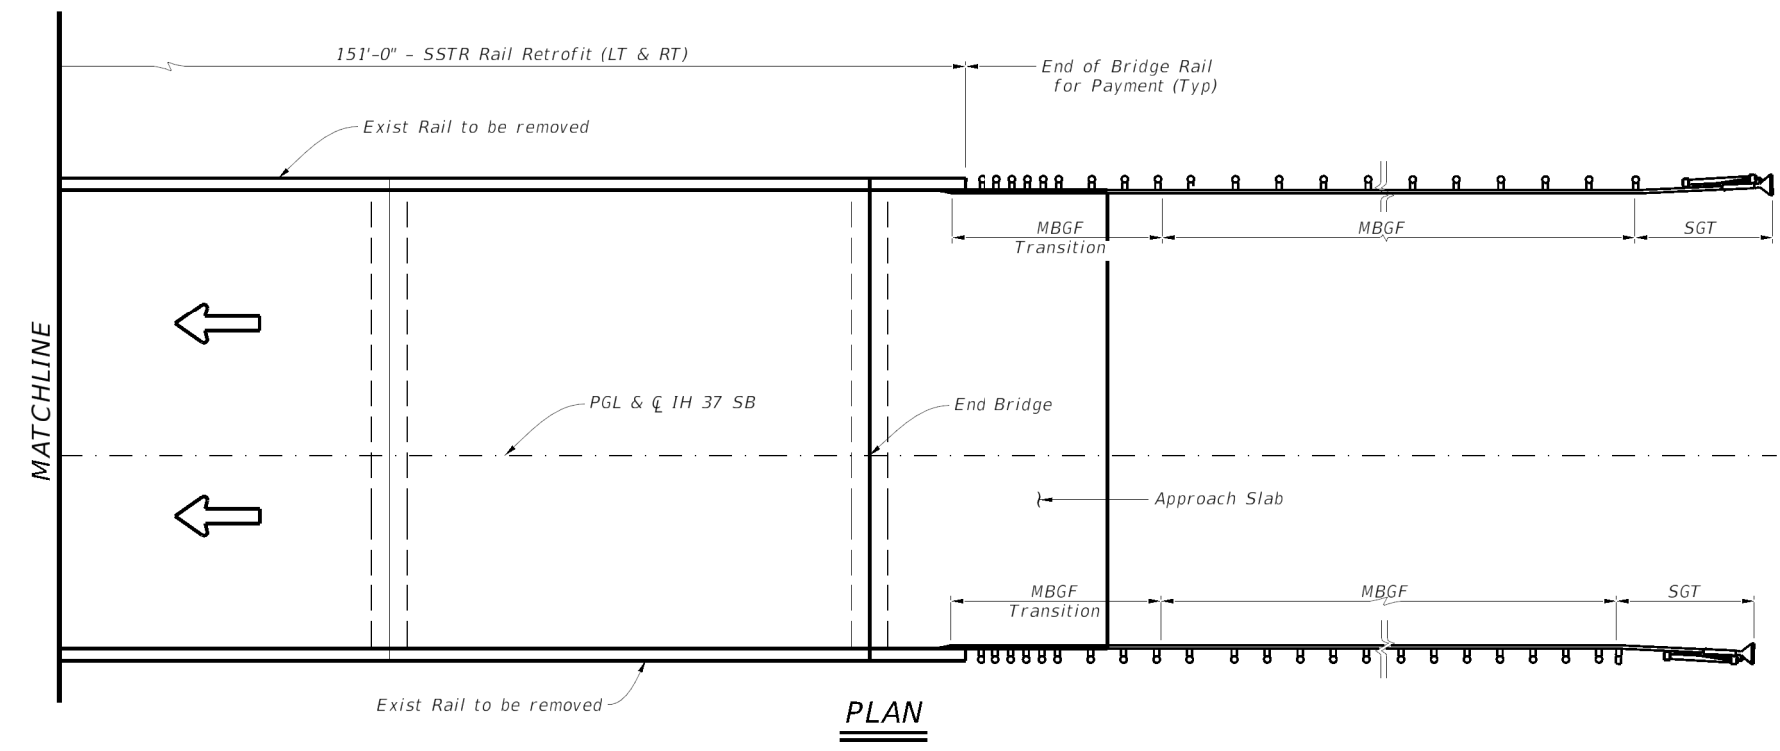 151'-0" - SSTR Rail Retrofit (LT & RT)
End of Bridge Rail
for Payment (Typ)
Exist Rail to be removed
MBGF
Transition
MBGF
SGT
MATCHLINE
PGL & ℄ IH 37 SB
End Bridge
Approach Slab
MBGF
Transition
MBGF
SGT
Exist Rail to be removed
PLAN